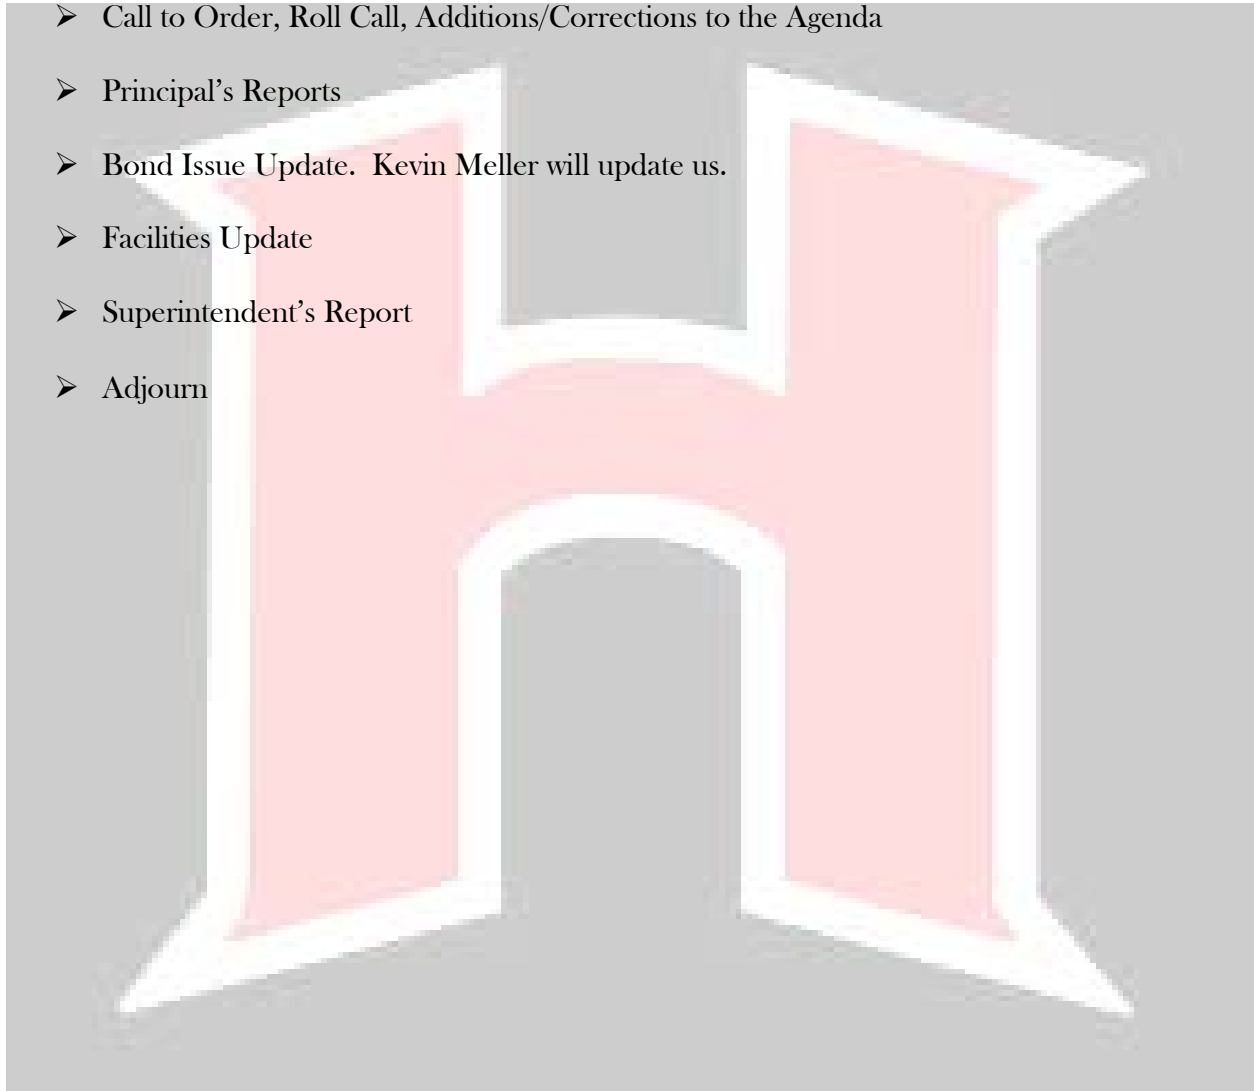 ➢ Call to Order, Roll Call, Additions/Corrections to the Agenda
➢ Principal’s Reports
➢ Bond Issue Update.  Kevin Meller will update us.
➢ Facilities Update
➢ Superintendent’s Report
➢ Adjourn
H